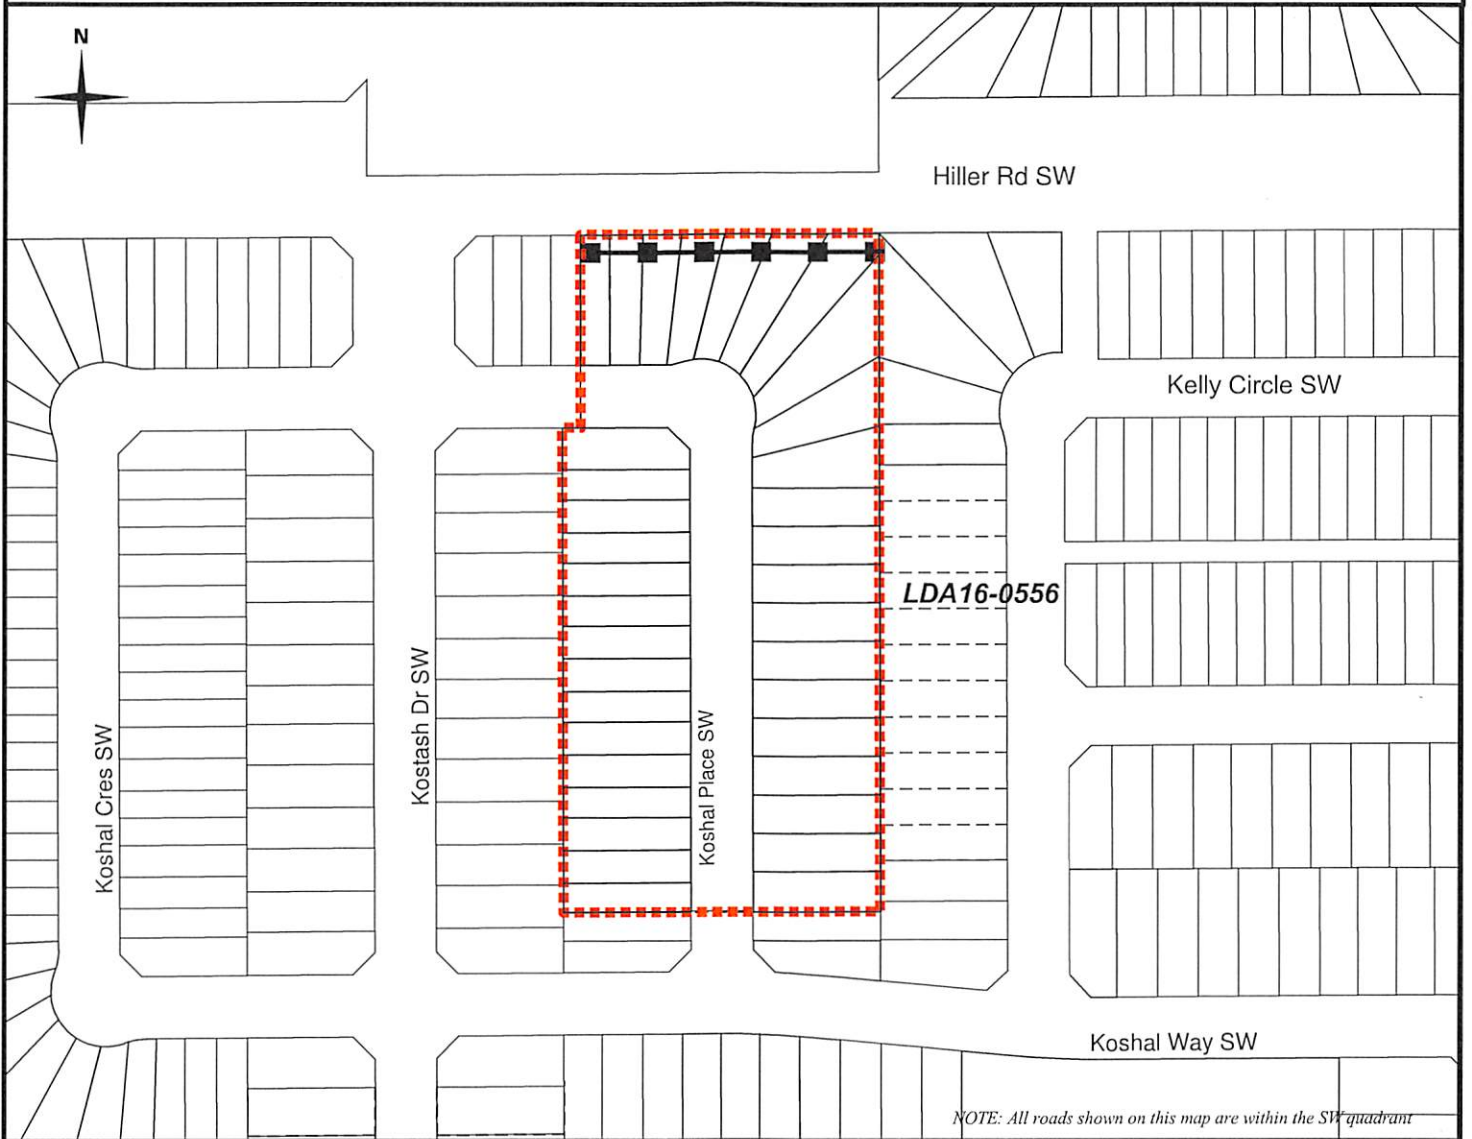 N
Hiller Rd SW
Kelly Circle SW
LDA16-0556
Kostash Dr SW
Koshal Place SW
Koshal Cres SW
Koshal Way SW
NOTE: All roads shown on this map are within the SW quadrant